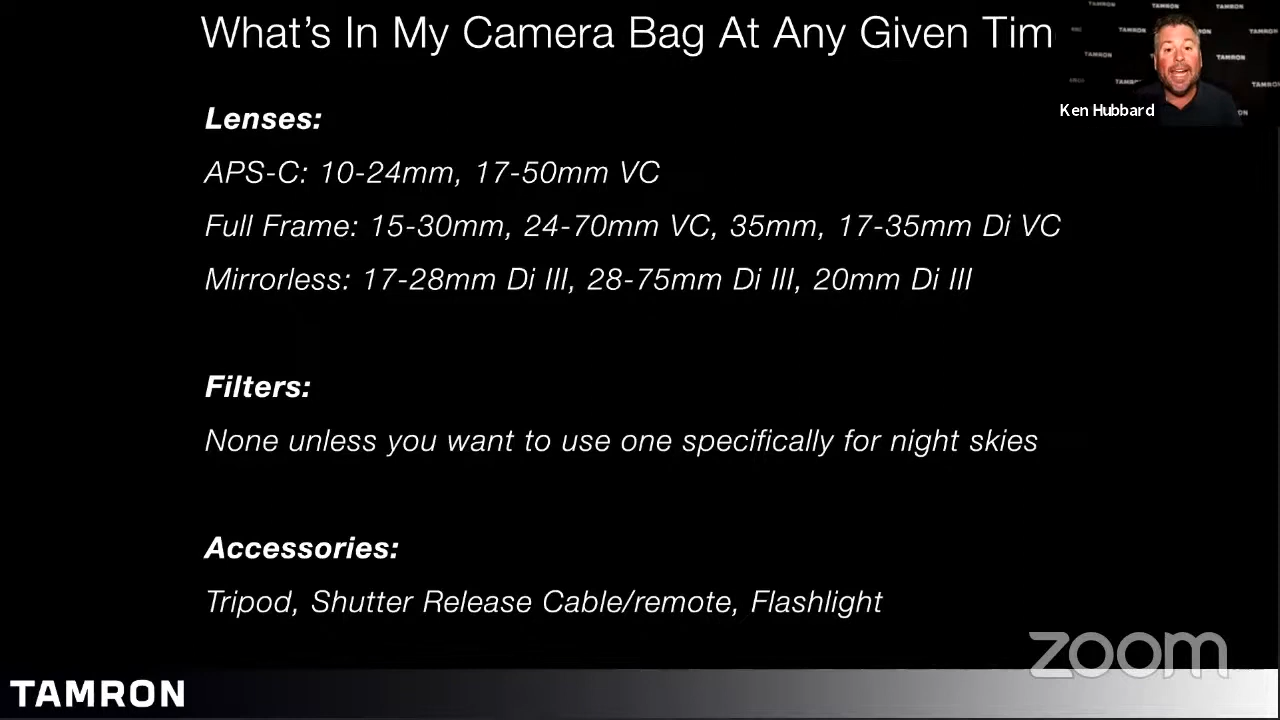 What's In My Camera Bag At Any Given Tim
Ken Hubbard
Lenses:
APS-C: 10-24mm, 17-50mm VC
Full Frame: 15-30mm, 24-70mm VC, 35mm, 17-35mm Di VC
Mirrorless: 17-28mm Di III, 28-75mm Di III, 20mm Di III
Filters:
None unless you want to use one specifically for night skies
Accessories:
Tripod, Shutter Release Cable/remote, Flashlight
zoom
TAMRON